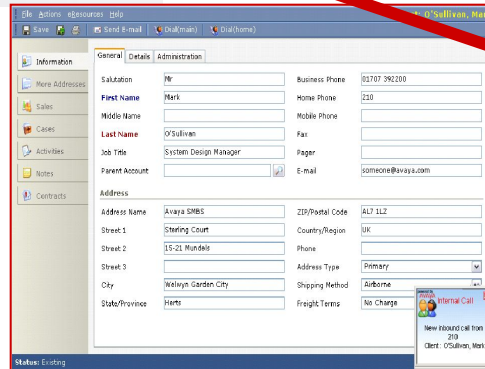 File Actions eResources Help
t: O'Sullivan, Mar
Save Send E-mail Dial(main) Dial(home)
General Details Administration
Information
More Addresses
Sales
Cases
Activities
Notes
Contracts
Salutation Mr Business Phone 01707 392200
First Name Mark Home Phone 210
Middle Name Mobile Phone
Last Name O'Sullivan Fax
Job Title System Design Manager Pager
Parent Account E-mail someone@avaya.com
Address
Address Name Avaya SMBS ZIP/Postal Code AL7 1LZ
Street 1 Sterling Court Country/Region UK
Street 2 15-21 Mundels Phone
Street 3 Address Type Primary
City Welwyn Garden City Shipping Method Airborne
State/Province Herts Freight Terms No Charge
Internal Call
New inbound call from
210
Client: O'Sullivan, Mark
Status: Existing